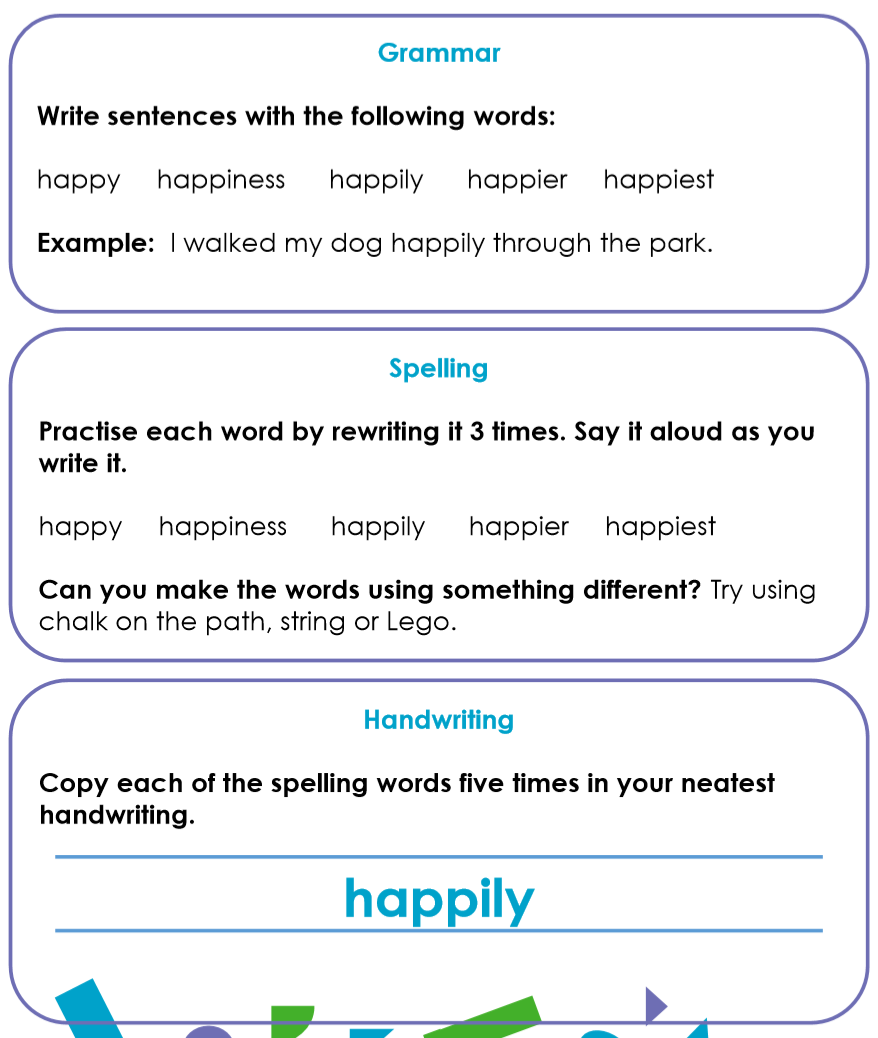 Grammar
Write sentences with the following words:
happy happiness happily happier happiest
Example: I walked my dog happily through the park.
Spelling
Practise each word by rewriting it 3 times. Say it aloud as you
write it.
happy happiness happily happier happiest
Can you make the words using something different? Try using
chalk on the path, string or Lego.
Handwriting
Copy each of the spelling words five times in your neatest
handwriting.
happily